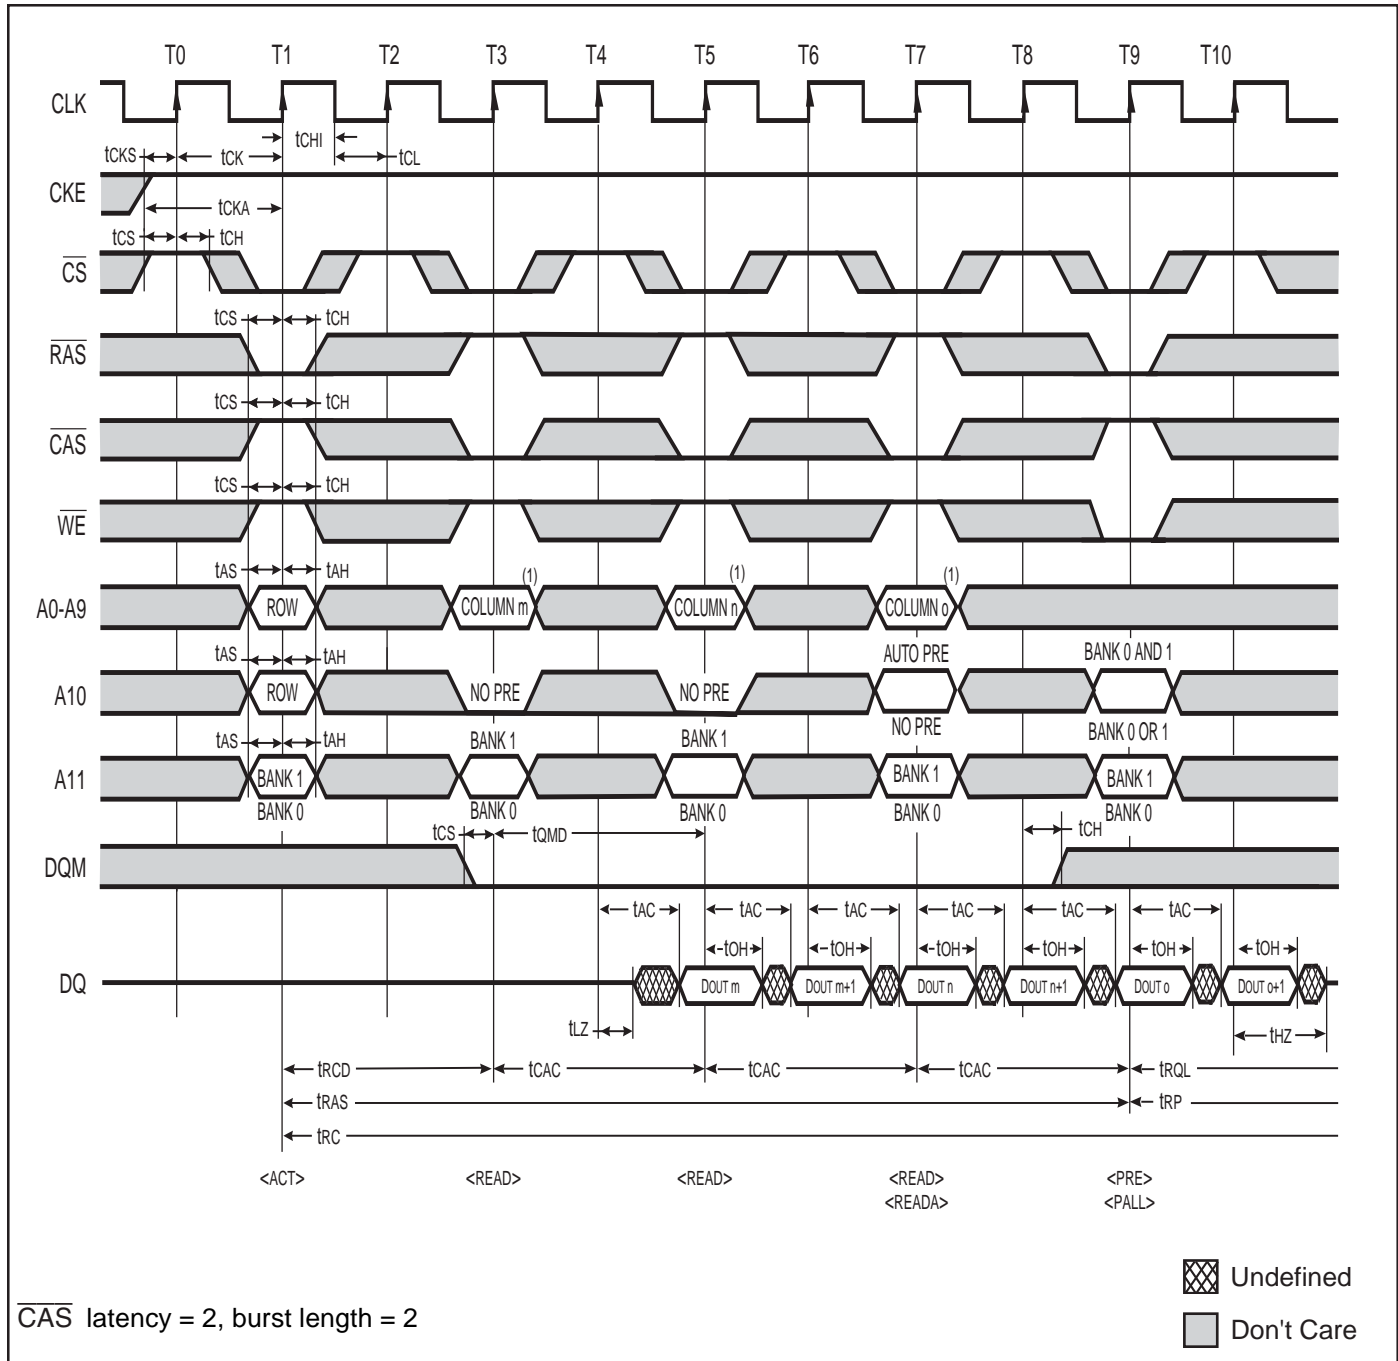 T0 T1 T2 T3 T4 T5 T6 T7 T8 T9 T10
CLK
tCHI
tCKS tCK tCL
CKE
tCKA
tCS tCH
CS
tCS tCH
RAS
tCS tCH
CAS
tCS tCH
WE
tAS tAH (1) (1) (1)
A0-A9 ROW COLUMN m COLUMN n COLUMN o
tAS tAH AUTO PRE BANK 0 AND 1
A10 ROW NO PRE NO PRE
NO PRE BANK 0 OR 1
tAS tAH BANK 1 BANK 1
A11 BANK 1 BANK 1 BANK 1
BANK 0 BANK 0 BANK 0 BANK 0 BANK 0
tCS tQMD tCH
DQM
tAC tAC tAC tAC tAC tAC
tOH tOH tOH tOH tOH tOH
DQ DOUT m DOUT m+1 DOUT n DOUT n+1 DOUT o DOUT o+1
tLZ tHZ
tRCD tCAC tCAC tCAC tRQL
tRAS tRP
tRC
<ACT> <READ> <READ> <READ> <PRE>
<READA> <PALL>
Undefined
CAS latency = 2, burst length = 2
Don't Care